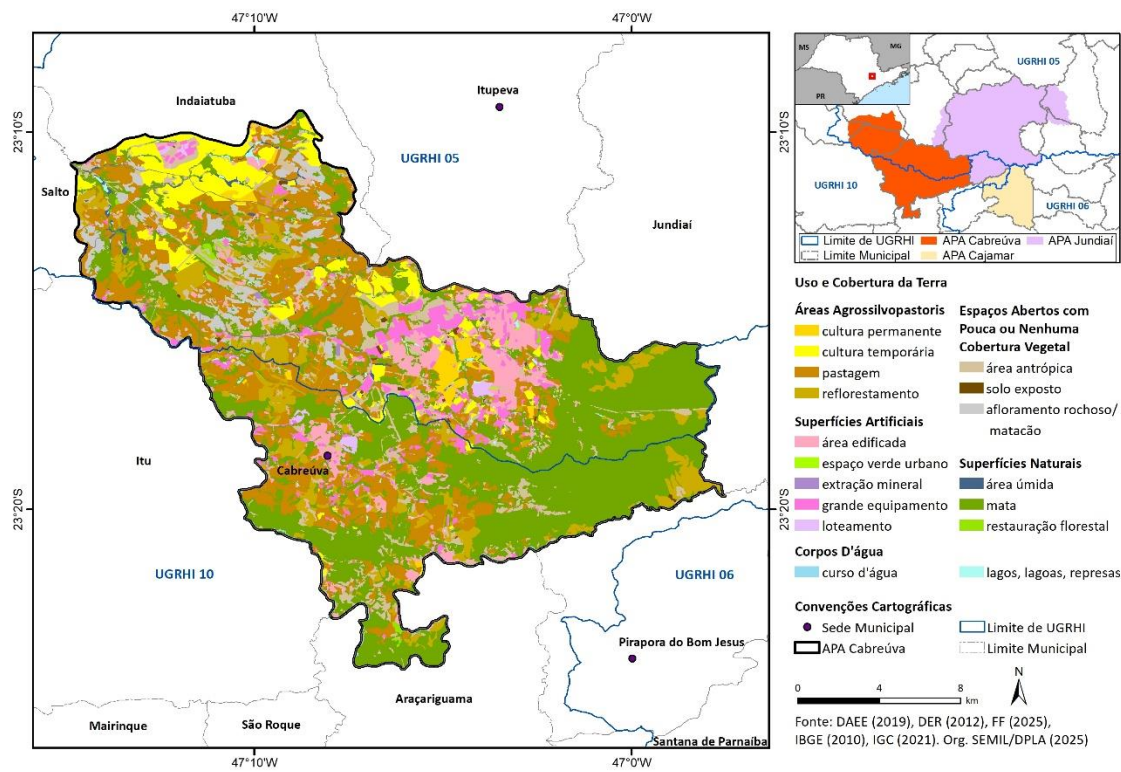 47°10'W
47°0'W
23°10'S
23°20'S
Indaiatuba
Itupeva
UGRHI 05
Salto
Jundiaí
Itu
Cabreúva
UGRHI 10
UGRHI 06
Pirapora do Bom Jesus
Araçariguama
Mairinque
São Roque
Santana de Parnaíba
47°10'W
47°0'W
23°10'S
23°20'S
MS
MG
PR
UGRHI 05
UGRHI 10
UGRHI 06
Limite de UGRHI
APA Cabreúva
APA Jundiaí
Limite Municipal
APA Cajamar
Uso e Cobertura da Terra
Áreas Agrossilvopastoris
cultura permanente
cultura temporária
pastagem
reflorestamento
Superfícies Artificiais
área edificada
espaço verde urbano
extração mineral
grande equipamento
loteamento
Corpos D'água
curso d'água
lagos, lagoas, represas
Espaços Abertos com
Pouca ou Nenhuma
Cobertura Vegetal
área antrópica
solo exposto
afloramento rochoso/
matacão
Superfícies Naturais
área úmida
mata
restauração florestal
Convenções Cartográficas
Sede Municipal
APA Cabreúva
Limite de UGRHI
Limite Municipal
0 4 8
km
N
Fonte: DAEE (2019), DER (2012), FF (2025),
IBGE (2010), IGC (2021). Org. SEMIL/DPLA (2025)